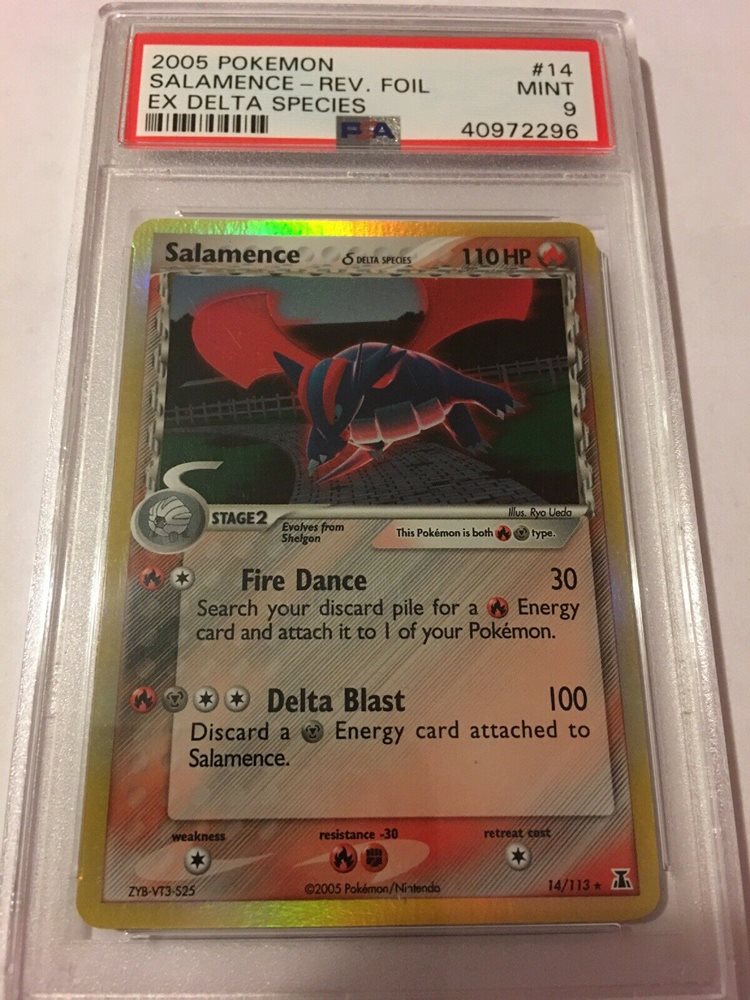 2005 POKEMON #14
SALAMENCE - REV. FOIL MINT
EX DELTA SPECIES 9
PSA 40972296
Salamence δ DELTA SPECIES 110 HP
Illus. Ryo Ueda
STAGE2 Evolves from
Shelgon
This Pokémon is both type.
Fire Dance 30
Search your discard pile for a Energy
card and attach it to 1 of your Pokémon.
Delta Blast 100
Discard a Energy card attached to
Salamence.
weakness resistance -30 retreat cost
ZYB-VT3-S25 ©2005 Pokémon/Nintendo 14/113 ★